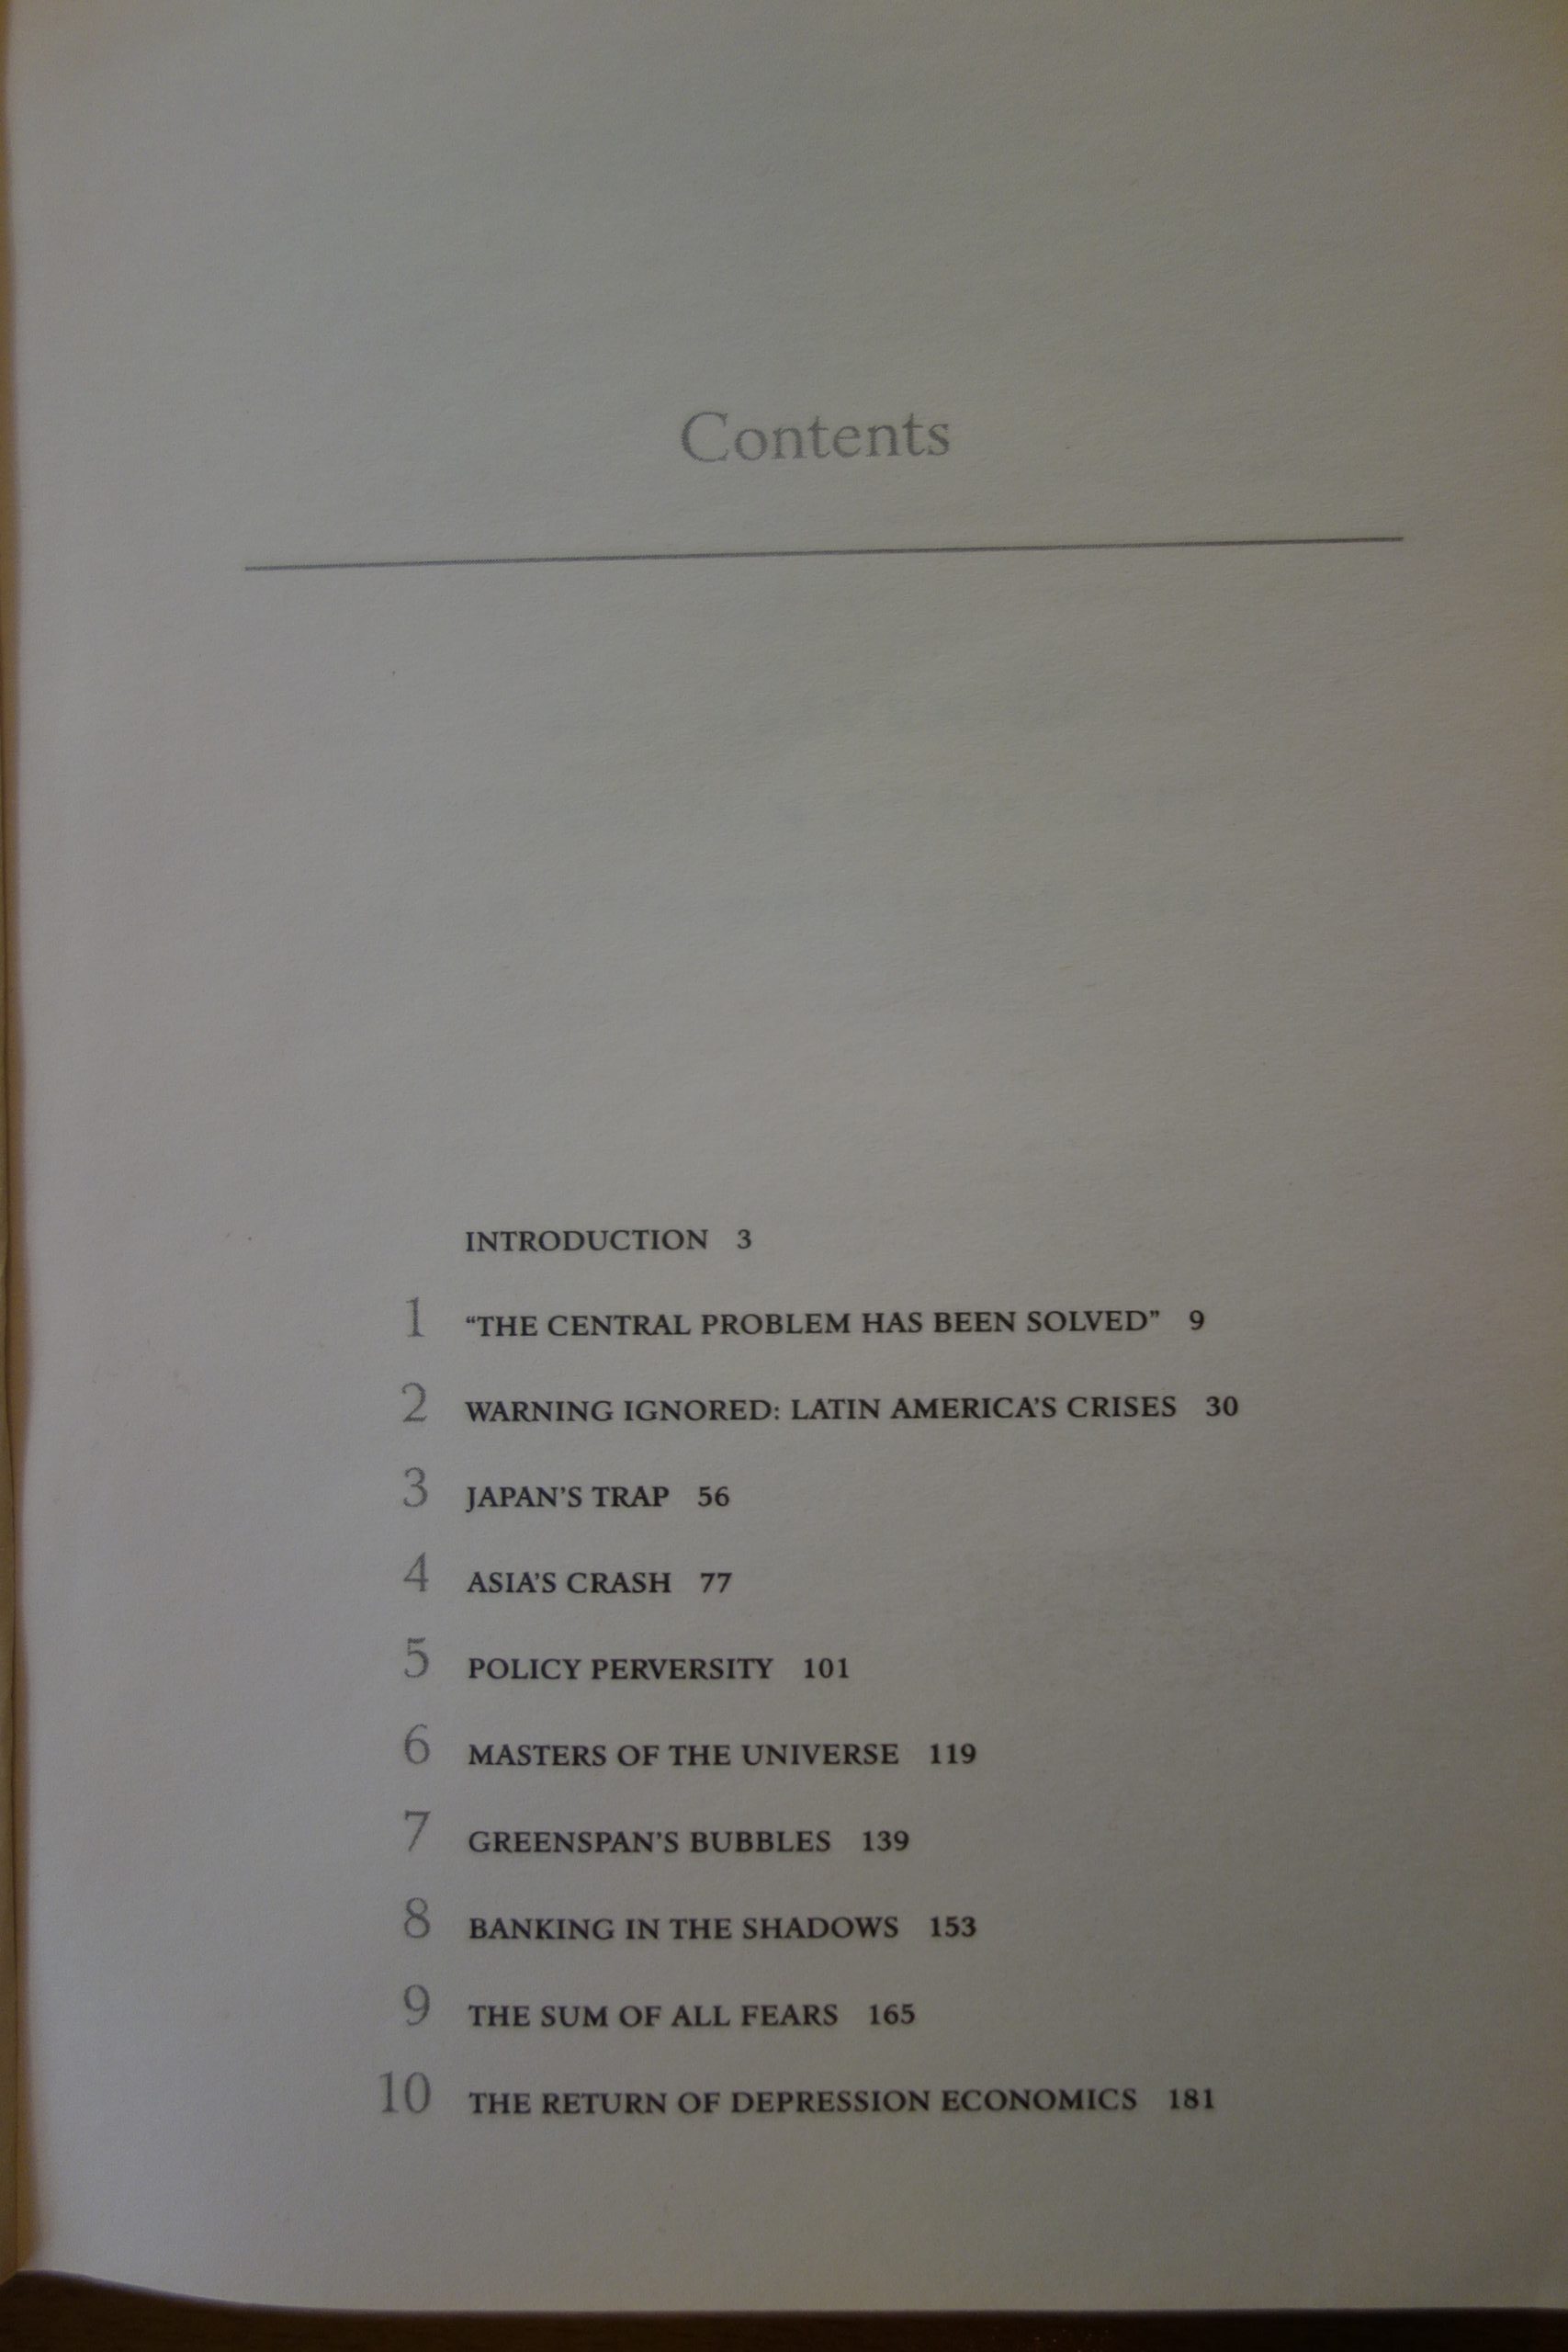 Contents
INTRODUCTION 3
1 “THE CENTRAL PROBLEM HAS BEEN SOLVED” 9
2 WARNING IGNORED: LATIN AMERICA’S CRISES 30
3 JAPAN’S TRAP 56
4 ASIA’S CRASH 77
5 POLICY PERVERSITY 101
6 MASTERS OF THE UNIVERSE 119
7 GREENSPAN’S BUBBLES 139
8 BANKING IN THE SHADOWS 153
9 THE SUM OF ALL FEARS 165
10 THE RETURN OF DEPRESSION ECONOMICS 181